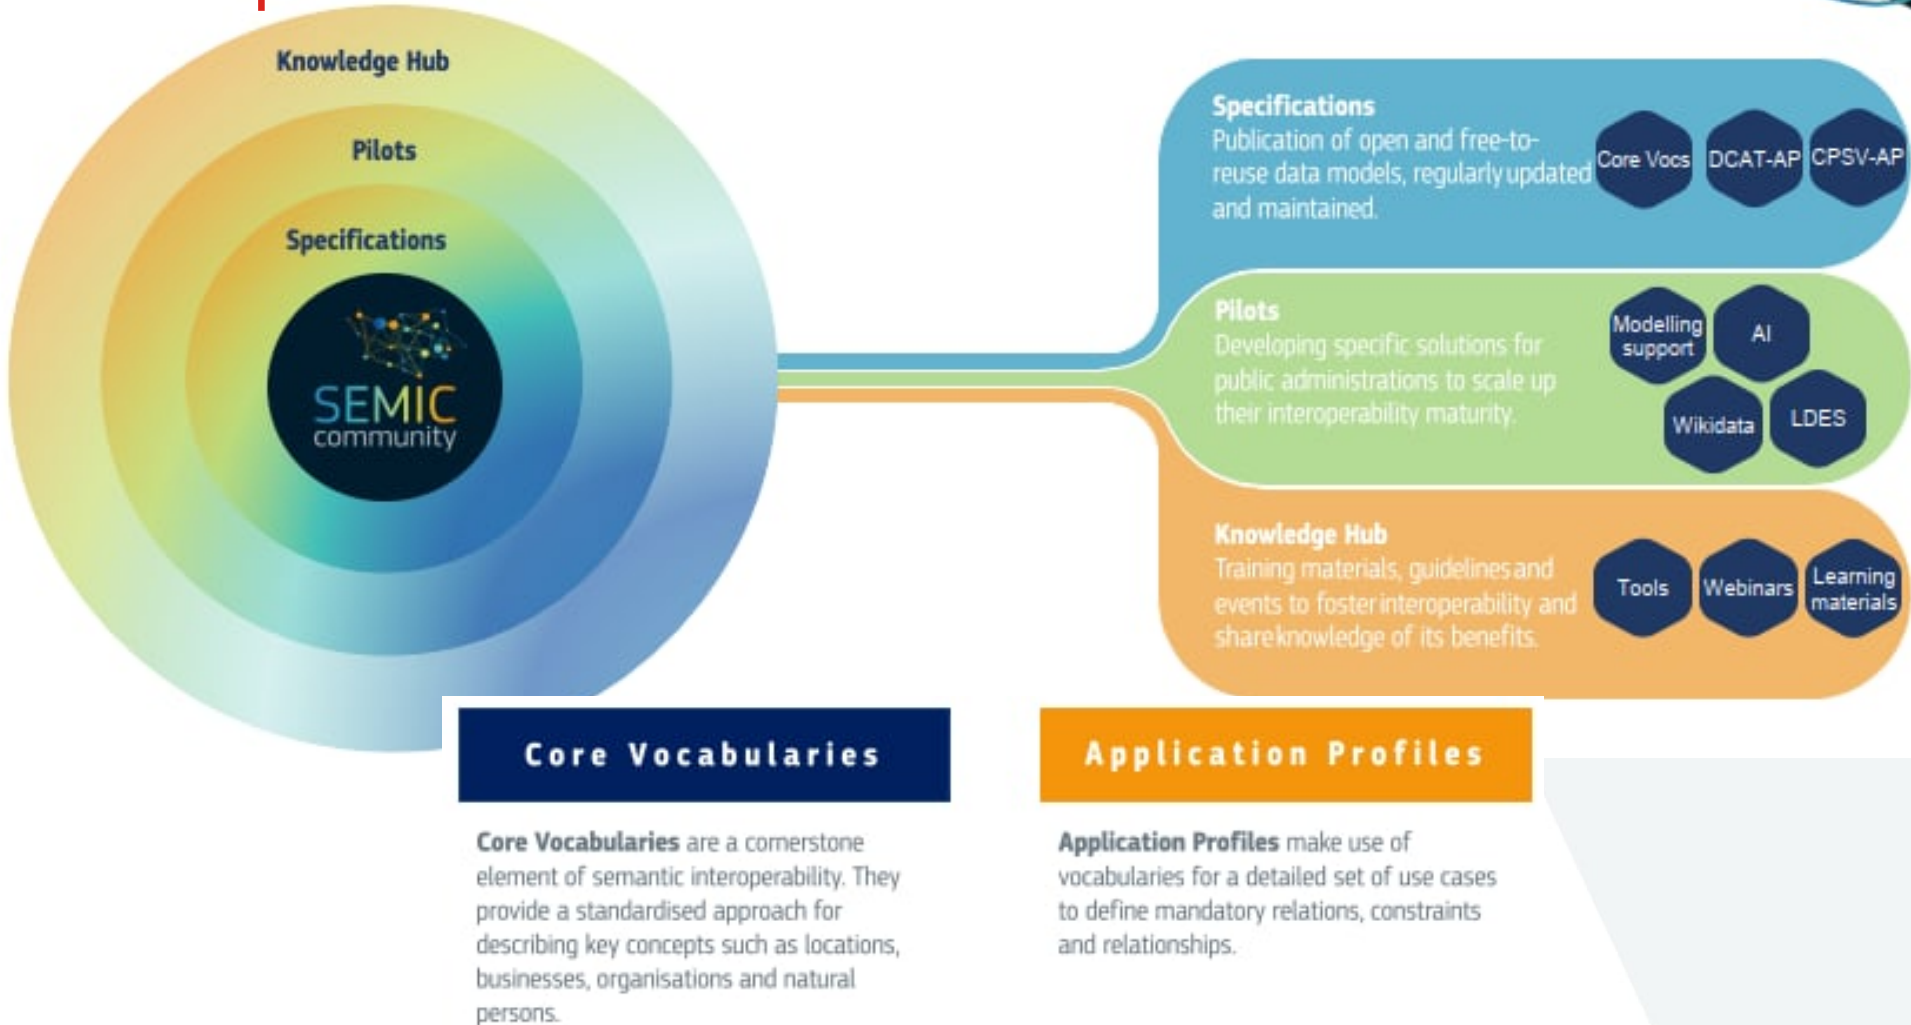 Knowledge Hub
Pilots
Specifications
SEMIC
community
Specifications
Publication of open and free-to-
reuse data models, regularly updated
and maintained.
Core Vocs
DCAT-AP
CPSV-AP
Pilots
Developing specific solutions for
public administrations to scale up
their interoperability maturity.
Modelling
support
AI
Wikidata
LDES
Knowledge Hub
Training materials, guidelines and
events to foster interoperability and
share knowledge of its benefits.
Tools
Webinars
Learning
materials
Core Vocabularies
Core Vocabularies are a cornerstone
element of semantic interoperability. They
provide a standardised approach for
describing key concepts such as locations,
businesses, organisations and natural
persons.
Application Profiles
Application Profiles make use of
vocabularies for a detailed set of use cases
to define mandatory relations, constraints
and relationships.